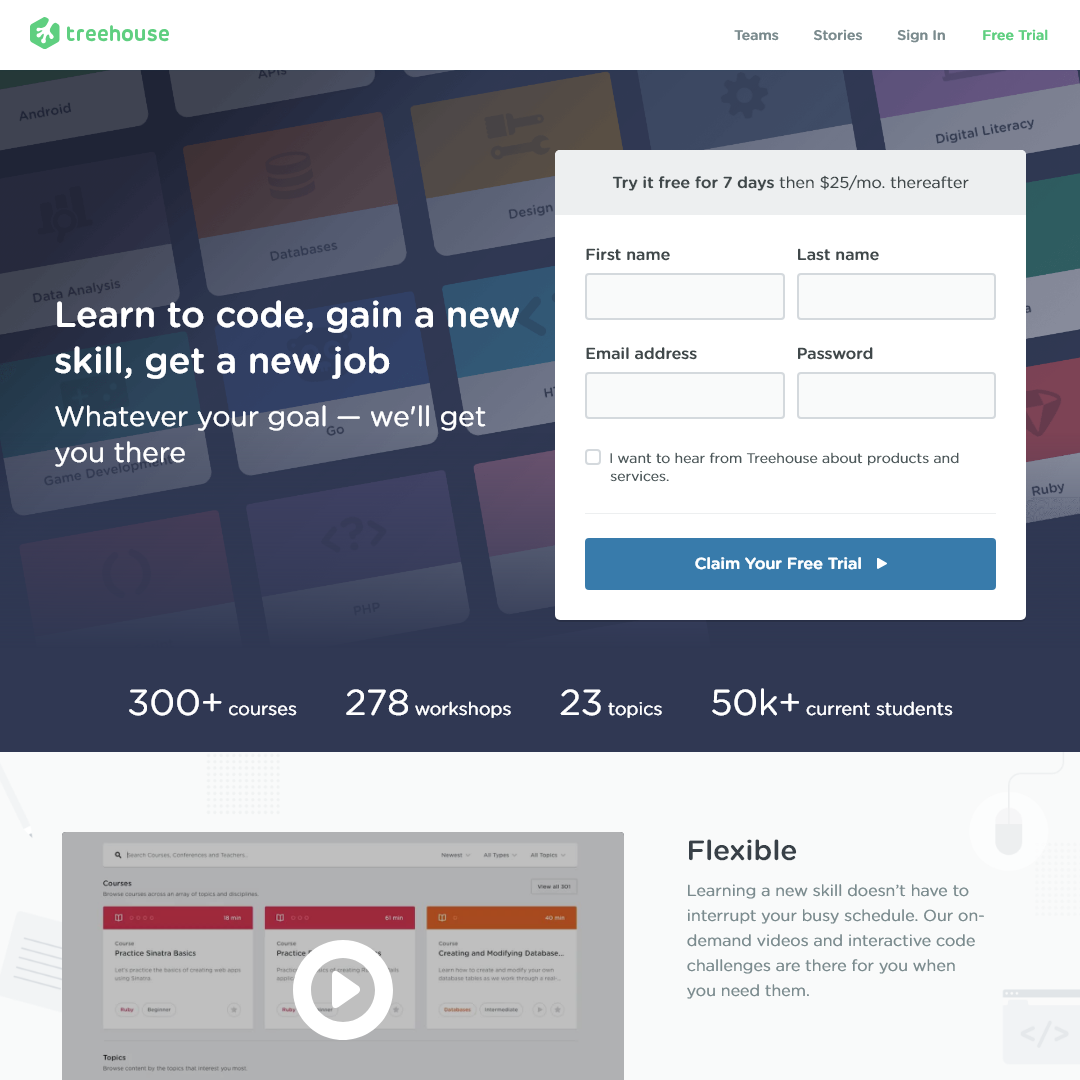 treehouse
Teams
Stories
Sign In
Free Trial
Android
APIs
Digital Literacy
Databases
Design
Data Analysis
Game Development
Go
PHP
Ruby
Learn to code, gain a new
skill, get a new job
Whatever your goal — we'll get
you there
Try it free for 7 days then $25/mo. thereafter
First name
Last name
Email address
Password
I want to hear from Treehouse about products and
services.
Claim Your Free Trial
300+ courses
278 workshops
23 topics
50k+ current students
Search Courses, Conferences and Teachers...
Newest
All Types
All Topics
Courses
Browse courses across an array of topics and disciplines.
View all 301
18 min
61 min
40 min
Course
Practice Sinatra Basics
Let's practice the basics of creating web apps
using Sinatra.
Ruby
Beginner
Course
Course
Creating and Modifying Database...
Learn how to create and modify your own
database tables as we work through a real-...
Databases
Intermediate
Topics
Browse content by the topics that interest you most.
Flexible
Learning a new skill doesn’t have to
interrupt your busy schedule. Our on-
demand videos and interactive code
challenges are there for you when
you need them.